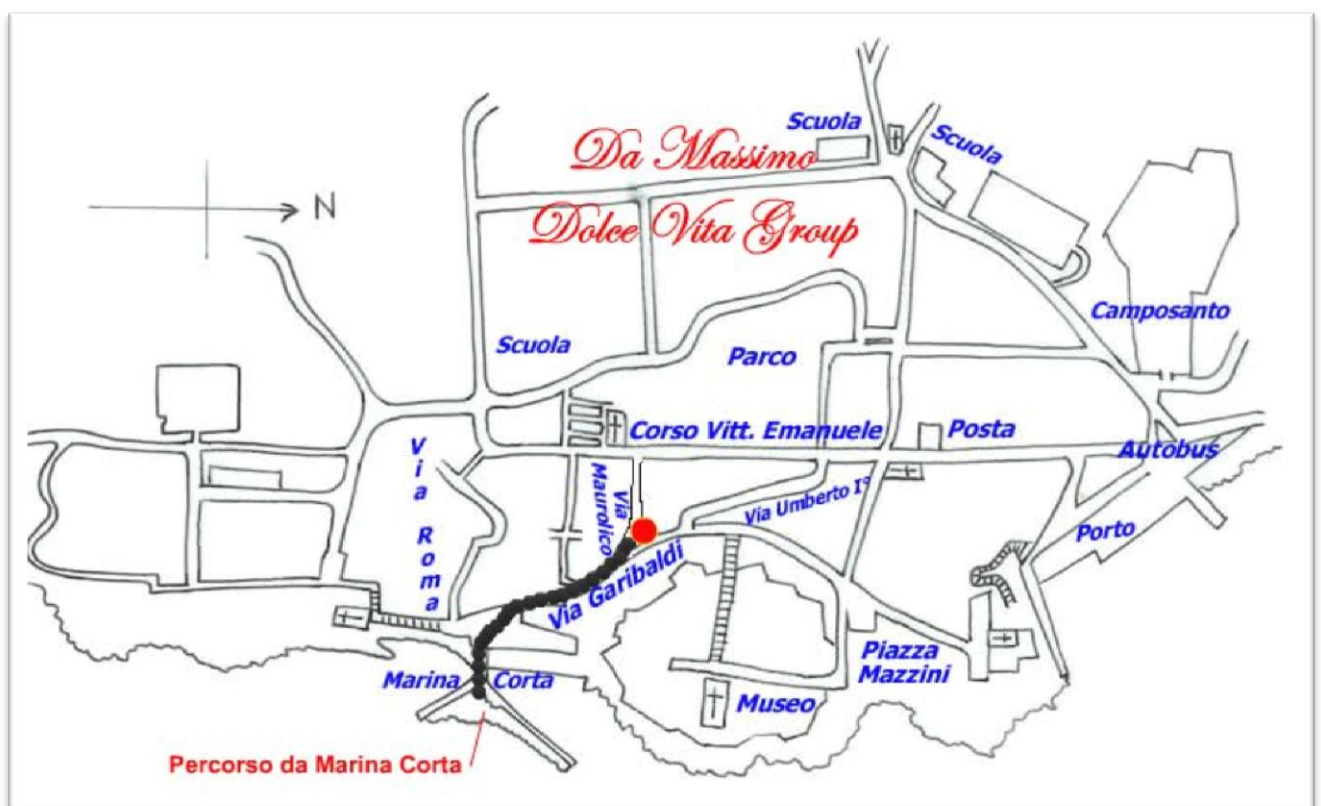 Da Massimo
Dolce Vita Group
N
Scuola
Scuola
Camposanto
Scuola
Parco
Corso Vitt. Emanuele
Posta
Autobus
Via Roma
Via
Maurolico
Via Umberto I°
Porto
Via Garibaldi
Piazza
Mazzini
Marina Corta
Museo
Percorso da Marina Corta